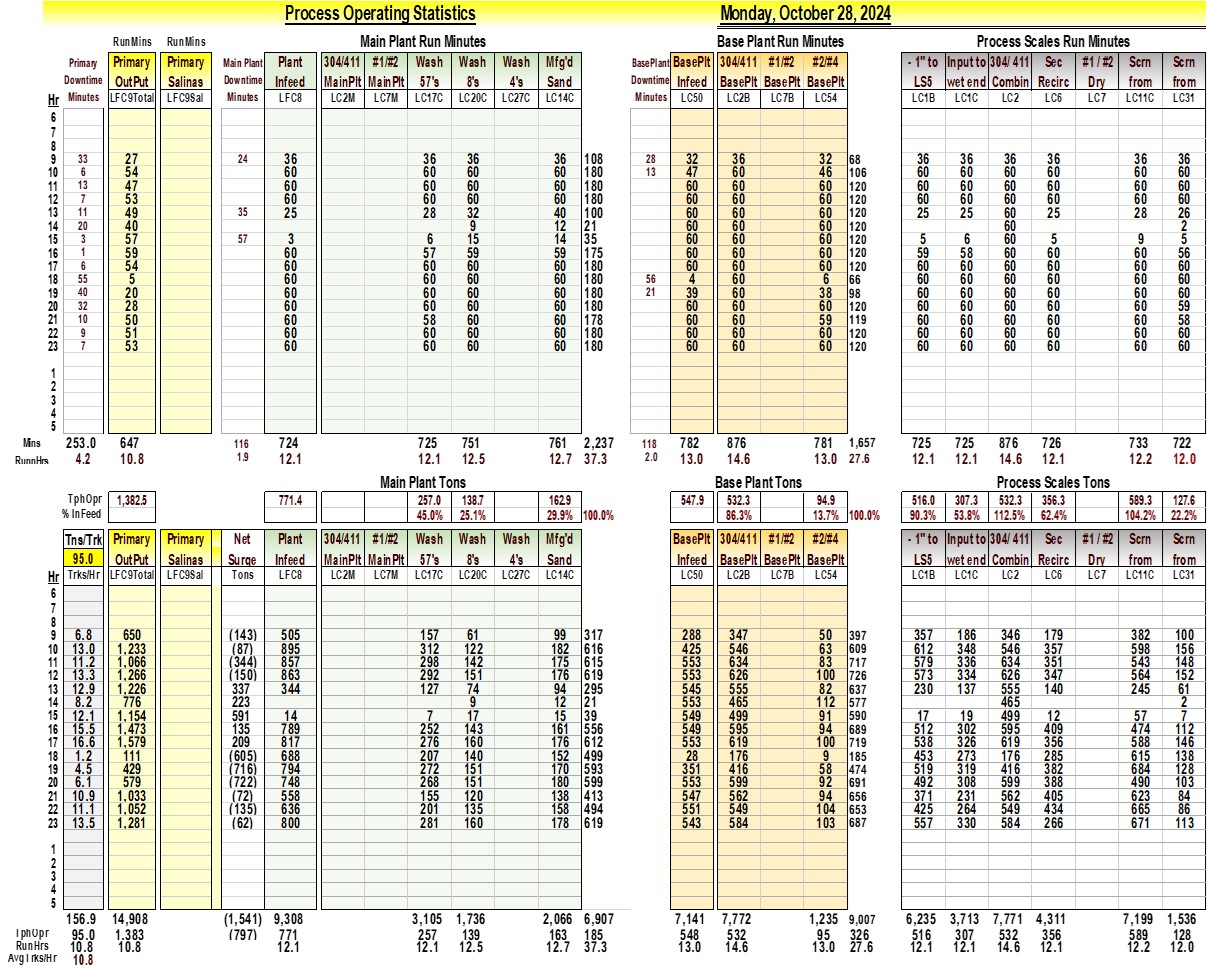 Process Operating Statistics Monday, October 28, 2024
RunMins RunMins Main Plant Run Minutes Base Plant Run Minutes Process Scales Run Minutes
Primary Primary Primary Main Plant Plant 304/411 #1/#2 Wash Wash Wash Mfg'd BasePlant BasePlt 304/411 #1/#2 #2/#4 - 1" to Input to 304/ 411 Sec #1 / #2 Scrn Scrn
Downtime OutPut Salinas Downtime Infeed MainPlt MainPlt 57's 8's 4's Sand Downtime Infeed BasePlt BasePlt BasePlt LS5 wet end Combin Recirc Dry from from
Hr Minutes LFC9Total LFC9Sal Minutes LFC8 LC2M LC7M LC17C LC20C LC27C LC14C Minutes LC50 LC2B LC7B LC54 LC1B LC1C LC2 LC6 LC7 LC11C LC31
6
7
8
9 33 27 24 36 36 36 36 108 28 32 36 32 68 36 36 36 36 36 36
10 6 54 60 60 60 60 180 13 47 60 46 106 60 60 60 60 60 60
11 13 47 60 60 60 60 180 60 60 60 120 60 60 60 60 60 60
12 7 53 60 60 60 60 180 60 60 60 120 60 60 60 60 60 60
13 11 49 35 25 28 32 40 100 60 60 60 120 25 25 60 25 28 26
14 20 40 9 12 21 60 60 60 120 60 2
15 3 57 57 3 6 15 14 35 60 60 60 120 5 6 60 5 9 5
16 1 59 60 57 59 59 175 60 60 60 120 59 58 60 60 60 56
17 6 54 60 60 60 60 180 60 60 60 120 60 60 60 60 60 60
18 55 5 60 60 60 60 180 56 4 60 6 66 60 60 60 60 60 60
19 40 20 60 60 60 60 180 21 39 60 38 98 60 60 60 60 60 60
20 32 28 60 60 60 60 180 60 60 60 120 60 60 60 60 60 59
21 10 50 60 58 60 60 178 60 60 59 119 60 60 60 60 60 58
22 9 51 60 60 60 60 180 60 60 60 120 60 60 60 60 60 60
23 7 53 60 60 60 60 180 60 60 60 120 60 60 60 60 60 60
1
2
3
4
5
Mins 253.0 647 116 724 725 751 761 2,237 118 782 876 781 1,657 725 725 876 726 733 722
RunnHrs 4.2 10.8 1.9 12.1 12.1 12.5 12.7 37.3 2.0 13.0 14.6 13.0 27.6 12.1 12.1 14.6 12.1 12.2 12.0
Main Plant Tons Base Plant Tons Process Scales Tons
TphOpr 1,382.5 771.4 257.0 138.7 162.9 547.9 532.3 94.9 516.0 307.3 532.3 356.3 589.3 127.6
% InFeed 45.0% 25.1% 29.9% 100.0% 86.3% 13.7% 100.0% 90.3% 53.8% 112.5% 62.4% 104.2% 22.2%
Tns/Trk Primary Primary Net Plant 304/411 #1/#2 Wash Wash Wash Mfg'd BasePlt 304/411 #1/#2 #2/#4 - 1" to Input to 304/ 411 Sec #1 / #2 Scrn Scrn
95.0 OutPut Salinas Surge Infeed MainPlt MainPlt 57's 8's 4's Sand Infeed BasePlt BasePlt BasePlt LS5 wet end Combin Recirc Dry from from
Hr Trks/Hr LFC9Total LFC9Sal Tons LFC8 LC2M LC7M LC17C LC20C LC27C LC14C LC50 LC2B LC7B LC54 LC1B LC1C LC2 LC6 LC7 LC11C LC31
6
7
8
9 6.8 650 (143) 505 157 61 99 317 288 347 50 397 357 186 346 179 382 100
10 13.0 1,233 (87) 895 312 122 182 616 425 546 63 609 612 348 546 357 598 156
11 11.2 1,066 (344) 857 298 142 175 615 553 634 83 717 579 336 634 351 543 148
12 13.3 1,266 (150) 863 292 151 176 619 553 626 100 726 573 334 626 347 564 152
13 12.9 1,226 337 344 127 74 94 295 545 555 82 637 230 137 555 140 245 61
14 8.2 776 223 9 12 21 553 465 112 577 465 2
15 12.1 1,154 591 14 7 17 15 39 549 499 91 590 17 19 499 12 57 7
16 15.5 1,473 135 789 252 143 161 556 549 595 94 689 512 302 595 409 474 112
17 16.6 1,579 209 817 276 160 176 612 553 619 100 719 538 326 619 356 588 146
18 1.2 111 (605) 688 207 140 152 499 28 176 9 185 453 273 176 285 615 138
19 4.5 429 (716) 794 272 151 170 593 351 416 58 474 519 319 416 382 684 128
20 6.1 579 (722) 748 268 151 180 599 553 599 92 691 492 308 599 388 490 103
21 10.9 1,033 (72) 558 155 120 138 413 547 562 94 656 371 231 562 405 623 84
22 11.1 1,052 (135) 636 201 135 158 494 551 549 104 653 425 264 549 434 665 86
23 13.5 1,281 (62) 800 281 160 178 619 543 584 103 687 557 330 584 266 671 113
1
2
3
4
5
156.9 14,908 (1,541) 9,308 3,105 1,736 2,066 6,907 7,141 7,772 1,235 9,007 6,235 3,713 7,771 4,311 7,199 1,536
TphOpr 95.0 1,383 (797) 771 257 139 163 185 548 532 95 326 516 307 532 356 589 128
RunHrs 10.8 10.8 12.1 12.1 12.5 12.7 37.3 13.0 14.6 13.0 27.6 12.1 12.1 14.6 12.1 12.2 12.0
AvgTrks/Hr 10.8